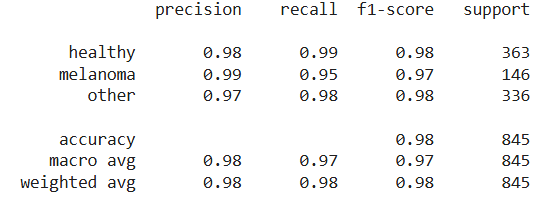 precision recall f1-score support
healthy 0.98 0.99 0.98 363
melanoma 0.99 0.95 0.97 146
other 0.97 0.98 0.98 336
accuracy 0.98 845
macro avg 0.98 0.97 0.97 845
weighted avg 0.98 0.98 0.98 845